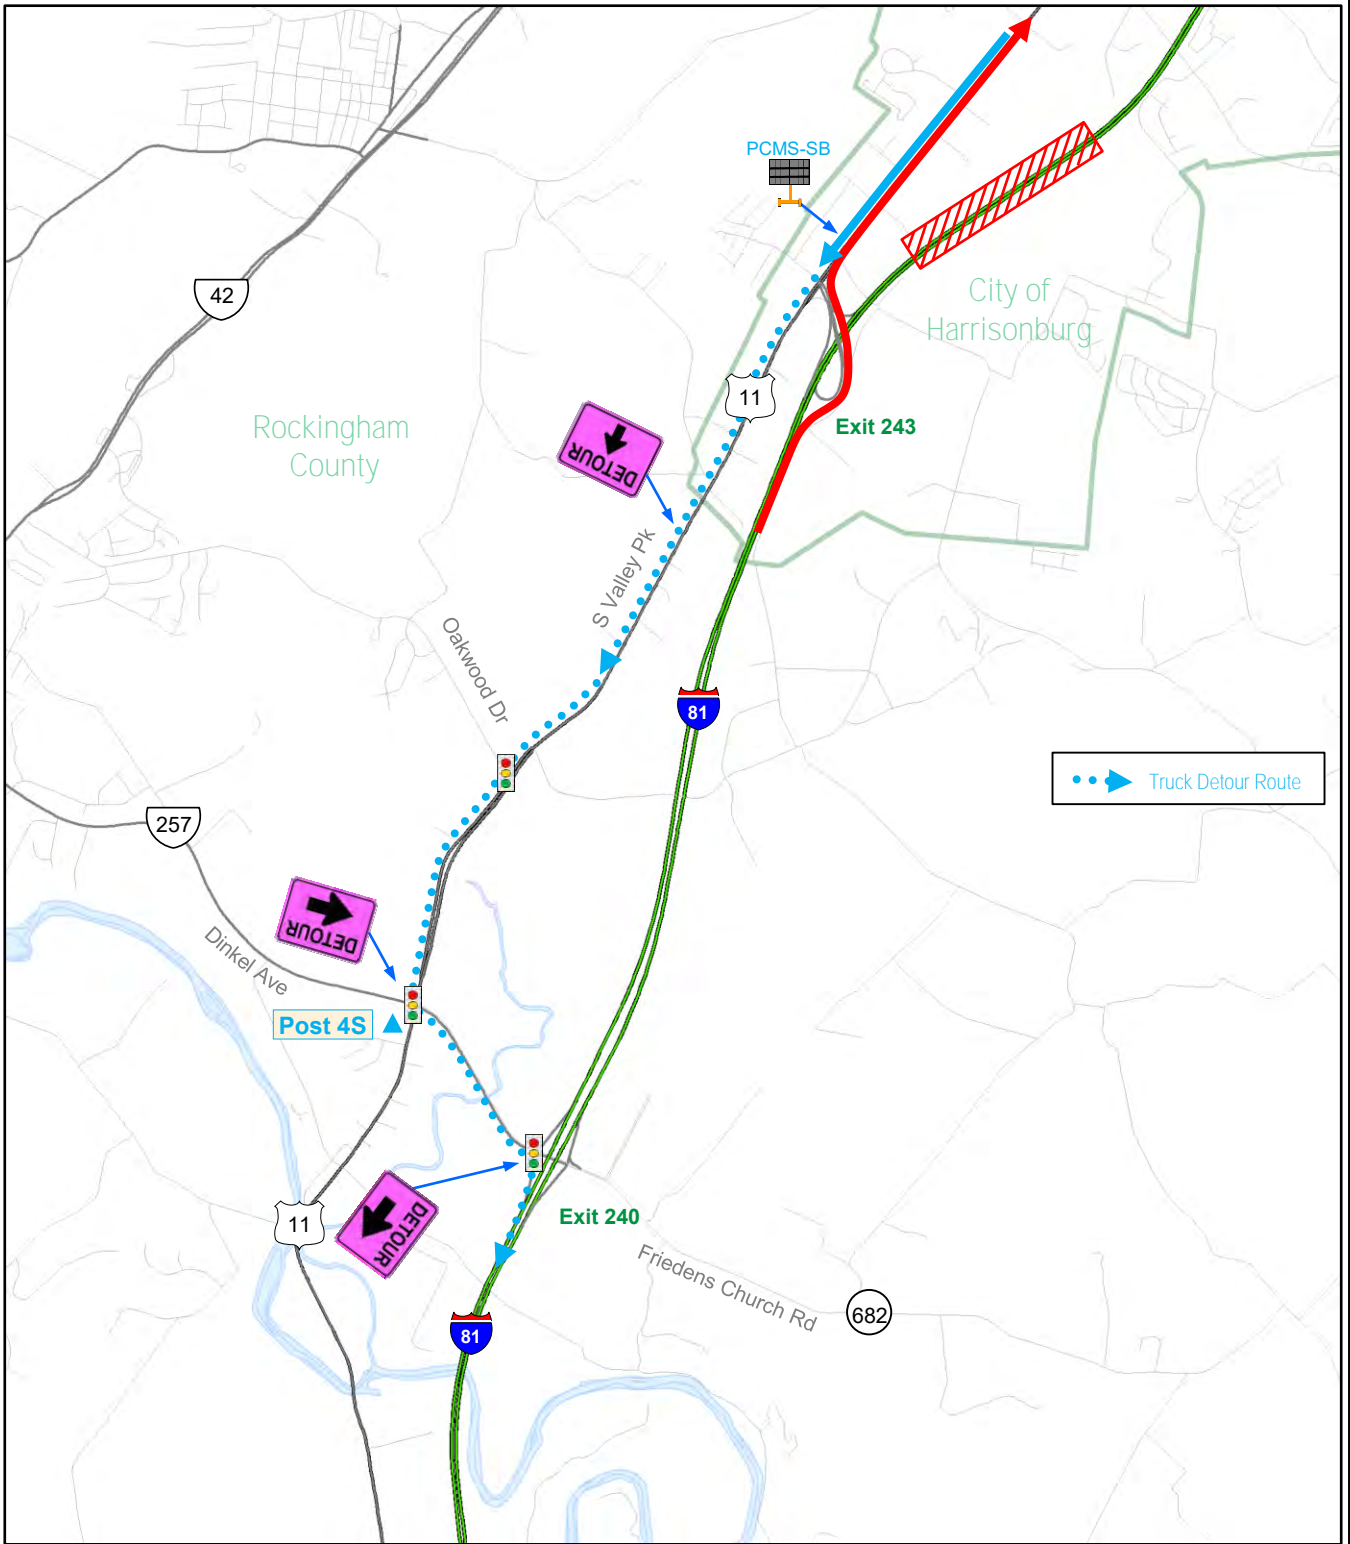 PCMS-SB
42
City of
Harrisonburg
11
Exit 243
Rockingham
County
DETOUR
S Valley Pk
Oakwood Dr
81
Truck Detour Route
257
DETOUR
Dinkel Ave
Post 4S
DETOUR
11
Exit 240
Friedens Church Rd
682
81